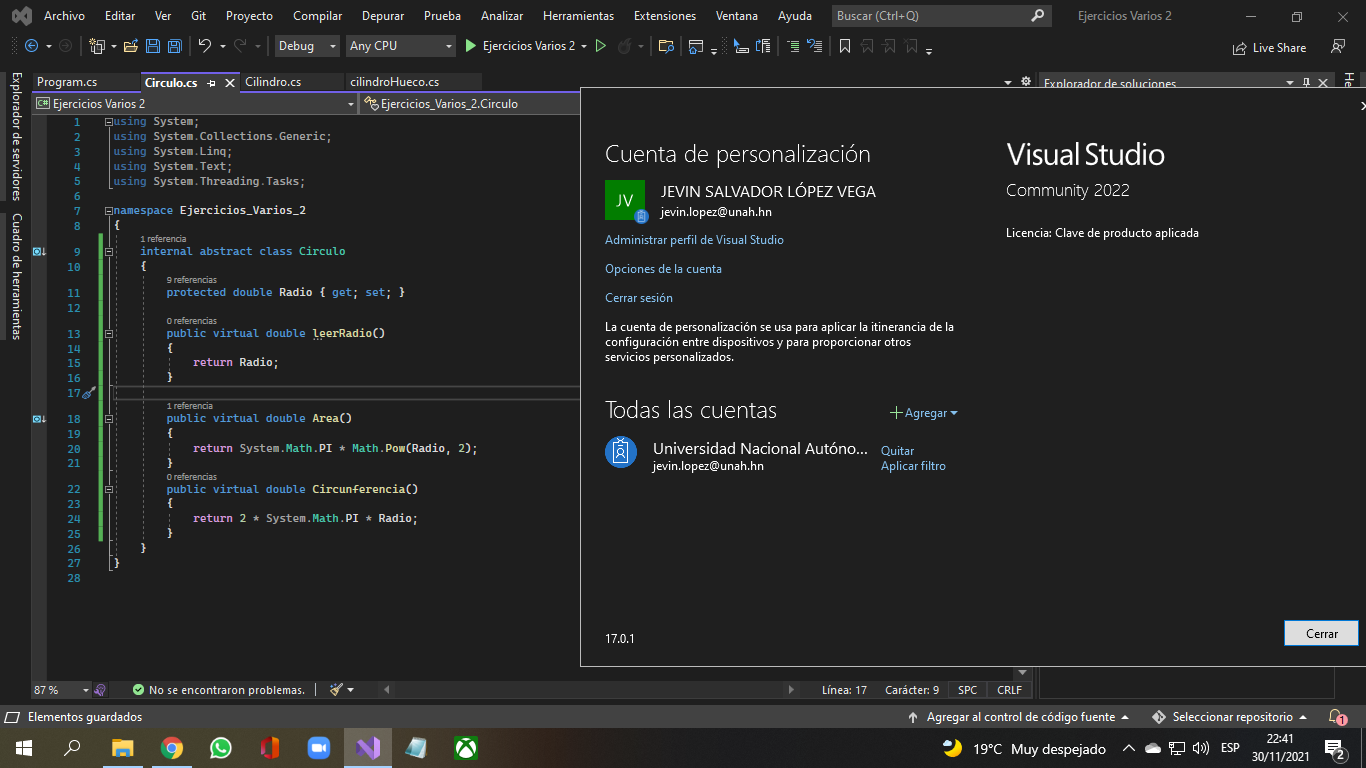 Archivo Editar Ver Git Proyecto Compilar Depurar Prueba Analizar Herramientas Extensiones Ventana Ayuda Buscar (Ctrl+Q) Ejercicios Varios 2
Debug Any CPU Ejercicios Varios 2 Live Share
Explorador de servidores
Cuadro de herramientas
Program.cs Circulo.cs Cilindro.cs cilindroHueco.cs
Explorador de soluciones
He
C# Ejercicios Varios 2 Ejercicios_Varios_2.Circulo
1 using System;
2 using System.Collections.Generic;
3 using System.Linq;
4 using System.Text;
5 using System.Threading.Tasks;
6
7 namespace Ejercicios_Varios_2
8 {
1 referencia
9 internal abstract class Circulo
10 {
9 referencias
11 protected double Radio { get; set; }
12
0 referencias
13 public virtual double leerRadio()
14 {
15 return Radio;
16 }
17
1 referencia
18 public virtual double Area()
19 {
20 return System.Math.PI * Math.Pow(Radio, 2);
21 }
0 referencias
22 public virtual double Circunferencia()
23 {
24 return 2 * System.Math.PI * Radio;
25 }
26 }
27 }
28
Cuenta de personalización
JV
JEVIN SALVADOR LÓPEZ VEGA
jevin.lopez@unah.hn
Administrar perfil de Visual Studio
Opciones de la cuenta
Cerrar sesión
La cuenta de personalización se usa para aplicar la itinerancia de la
configuración entre dispositivos y para proporcionar otros
servicios personalizados.
Todas las cuentas
Agregar
Universidad Nacional Autóno...
jevin.lopez@unah.hn
Quitar
Aplicar filtro
17.0.1
Visual Studio
Community 2022
Licencia: Clave de producto aplicada
Cerrar
87 % No se encontraron problemas. Línea: 17 Carácter: 9 SPC CRLF
Elementos guardados Agregar al control de código fuente Seleccionar repositorio 1
19°C Muy despejado ESP 22:41
30/11/2021
2